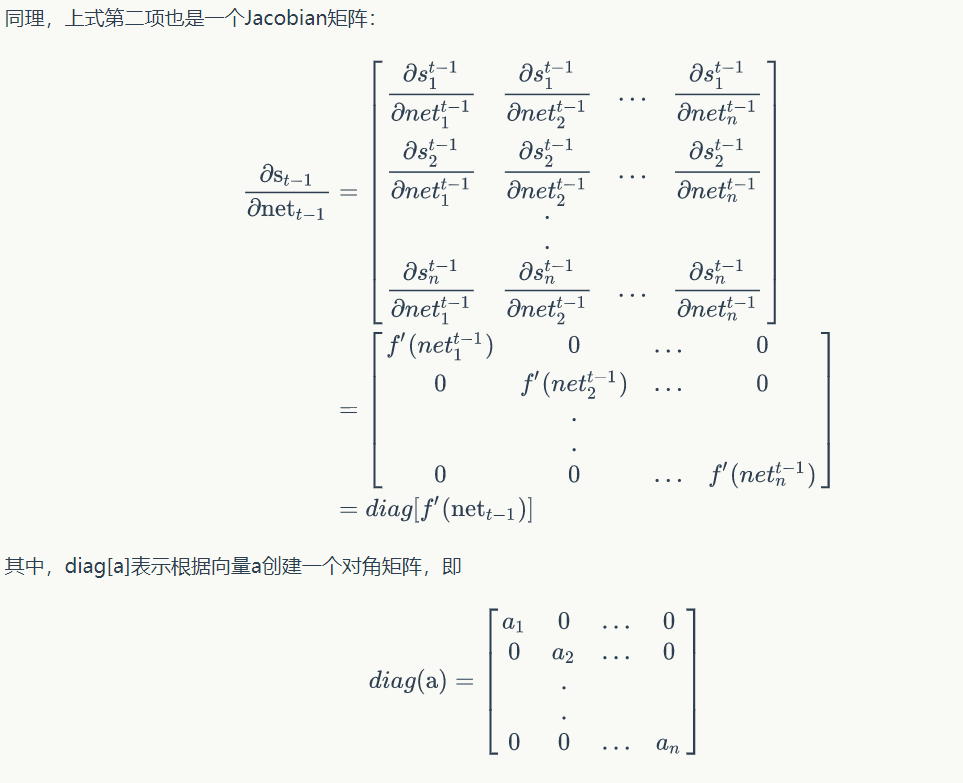 同理，上式第二项也是一个Jacobian矩阵：
$$\frac{\partial \mathrm{s}_{t-1}}{\partial \mathrm{net}_{t-1}} = \begin{bmatrix} \frac{\partial s_1^{t-1}}{\partial net_1^{t-1}} & \frac{\partial s_1^{t-1}}{\partial net_2^{t-1}} & \dots & \frac{\partial s_1^{t-1}}{\partial net_n^{t-1}} \\ \frac{\partial s_2^{t-1}}{\partial net_1^{t-1}} & \frac{\partial s_2^{t-1}}{\partial net_2^{t-1}} & \dots & \frac{\partial s_2^{t-1}}{\partial net_n^{t-1}} \\ & . \\ & . \\ \frac{\partial s_n^{t-1}}{\partial net_1^{t-1}} & \frac{\partial s_n^{t-1}}{\partial net_2^{t-1}} & \dots & \frac{\partial s_n^{t-1}}{\partial net_n^{t-1}} \end{bmatrix}$$
$$= \begin{bmatrix} f'(net_1^{t-1}) & 0 & \dots & 0 \\ 0 & f'(net_2^{t-1}) & \dots & 0 \\ & . \\ & . \\ 0 & 0 & \dots & f'(net_n^{t-1}) \end{bmatrix}$$
$$= diag[f'(\mathrm{net}_{t-1})]$$
其中，diag[a]表示根据向量a创建一个对角矩阵，即
$$diag(\mathrm{a}) = \begin{bmatrix} a_1 & 0 & \dots & 0 \\ 0 & a_2 & \dots & 0 \\ & . \\ & . \\ 0 & 0 & \dots & a_n \end{bmatrix}$$